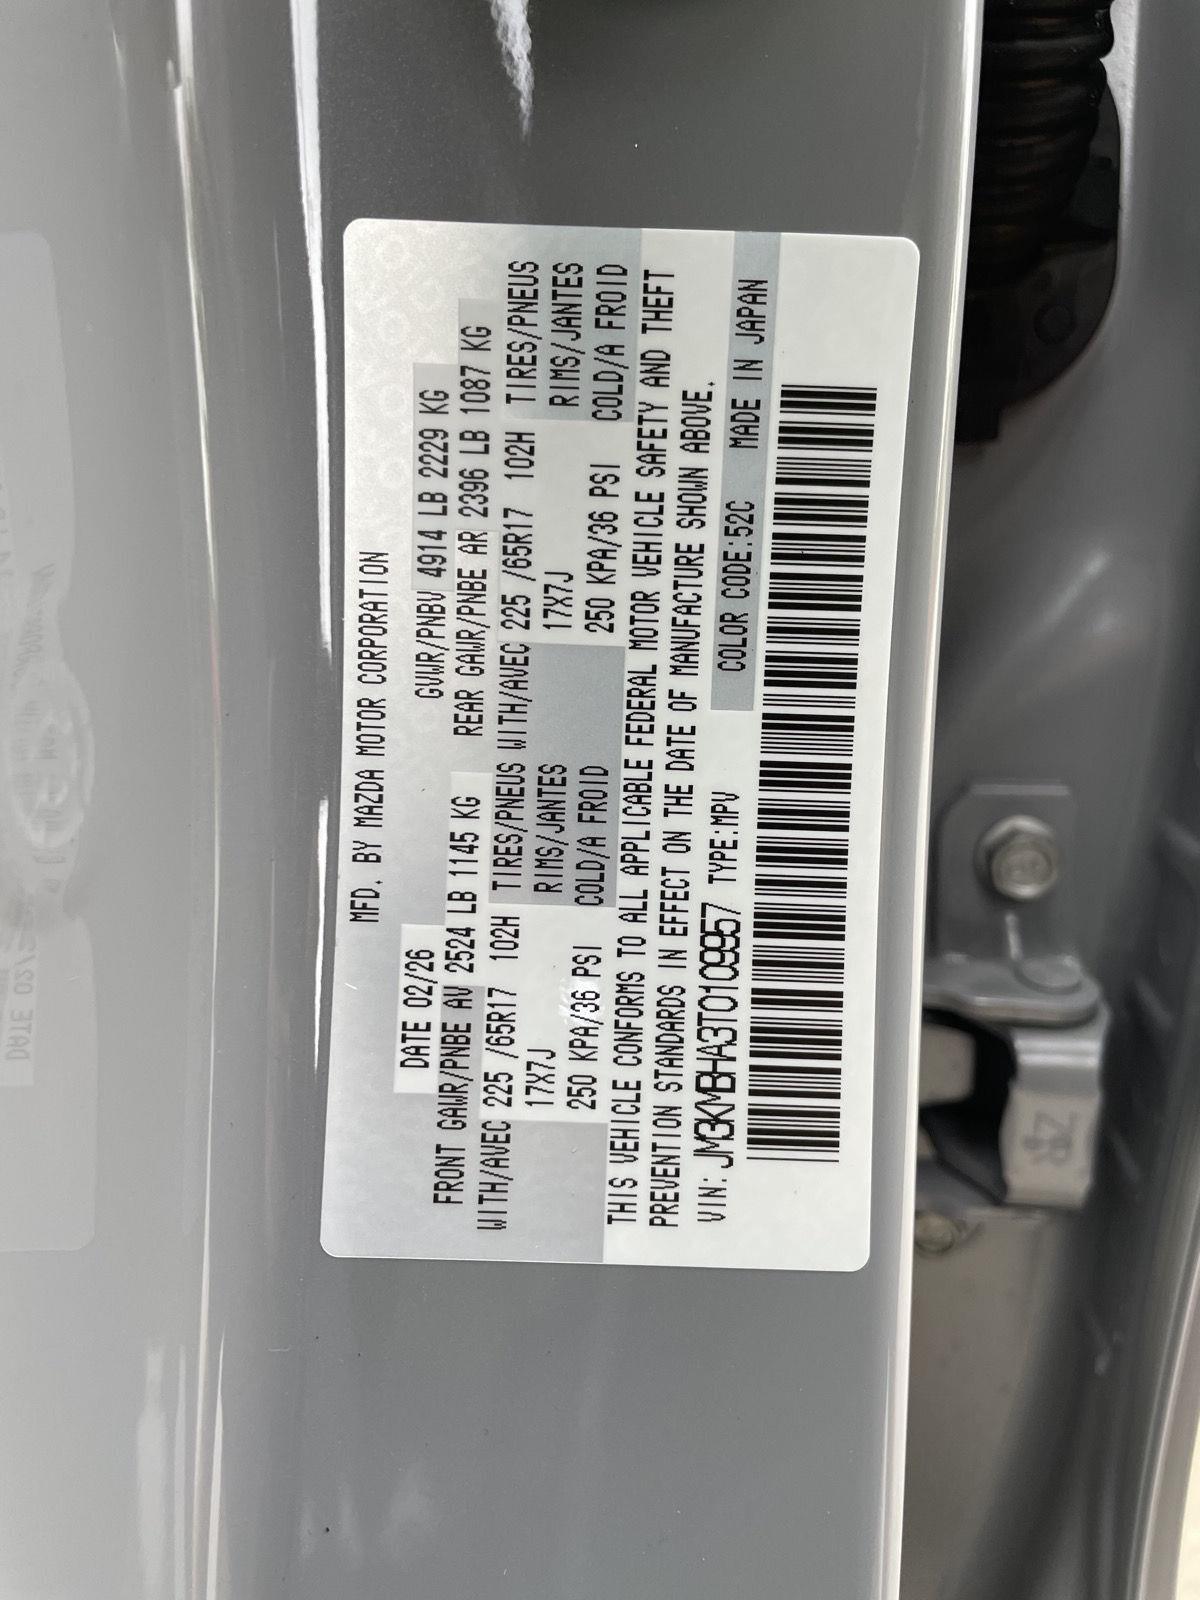 MFD. BY MAZDA MOTOR CORPORATION
DATE 02/26 GVWR/PNBV 4914 LB 2229 KG
FRONT GAWR/PNBE AV 2524 LB 1145 KG REAR GAWR/PNBE AR 2396 LB 1087 KG
WITH/AVEC 225 /65R17 102H TIRES/PNEUS WITH/AVEC 225 /65R17 102H TIRES/PNEUS
17X7J RIMS/JANTES 17X7J RIMS/JANTES
250 KPA/36 PSI COLD/A FROID 250 KPA/36 PSI COLD/A FROID
THIS VEHICLE CONFORMS TO ALL APPLICABLE FEDERAL MOTOR VEHICLE SAFETY AND THEFT
PREVENTION STANDARDS IN EFFECT ON THE DATE OF MANUFACTURE SHOWN ABOVE.
VIN: JM3KMBHA3T0109957 TYPE:MPV COLOR CODE:52C MADE IN JAPAN